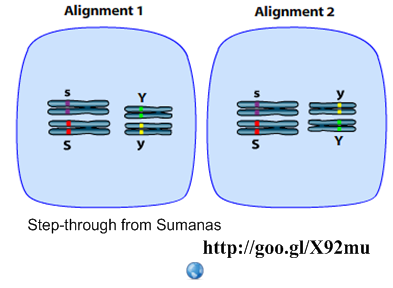 Alignment 1 Alignment 2
s Y s y
S y S Y
Step-through from Sumanas
http://goo.gl/X92mu